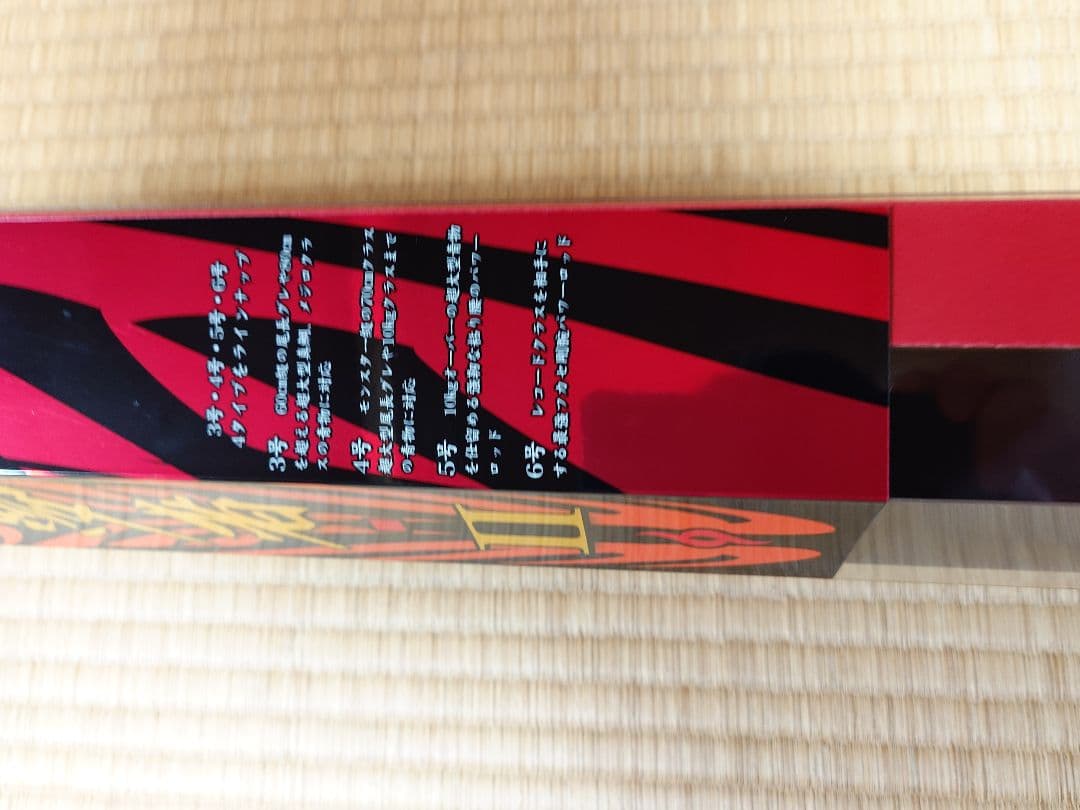 3号・4号・5号・6号
4タイプをラインナップ
3号 60cm級の尾長グレや80cm
を超える超大型真鯛、メジロクラ
スの青物に対応
4号 モンスター級の70cmクラス
超大型尾長グレや10kgクラスまで
の青物に対応
5号 10kgオーバーの超大型青物
を仕留める強靭な粘り腰のパワー
ロッド
6号 レコードクラスを相手に
する最強フカセ剛腕パワーロッド
II